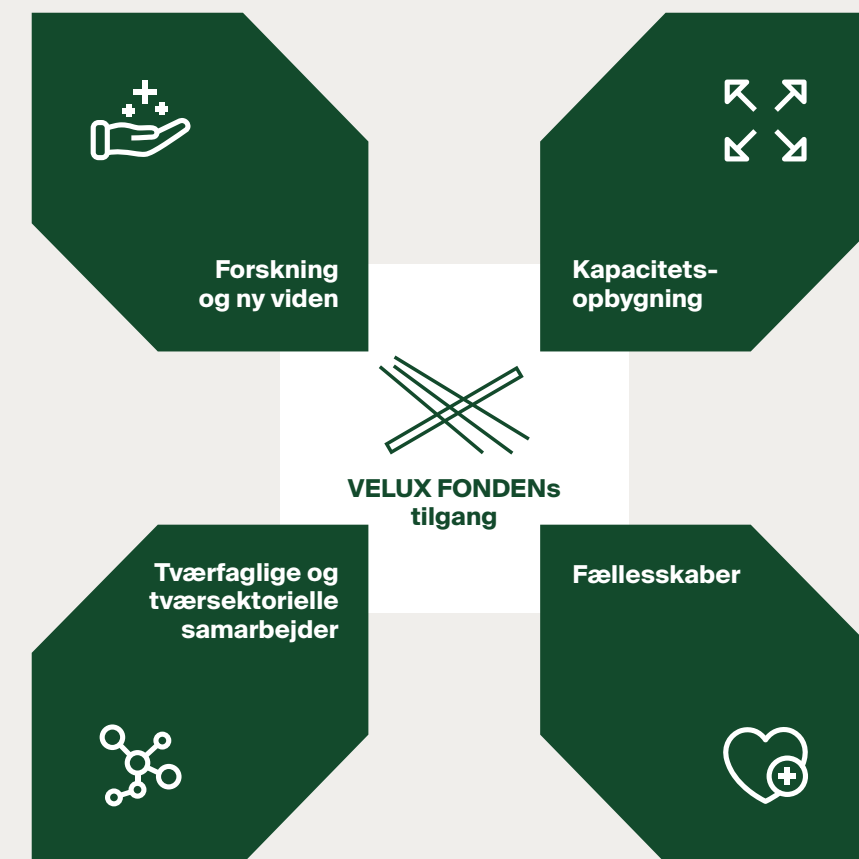 Forskning
og ny viden
Kapacitets-
opbygning
VELUX FONDENs
tilgang
Tværfaglige og
tværsektorielle
samarbejder
Fællesskaber